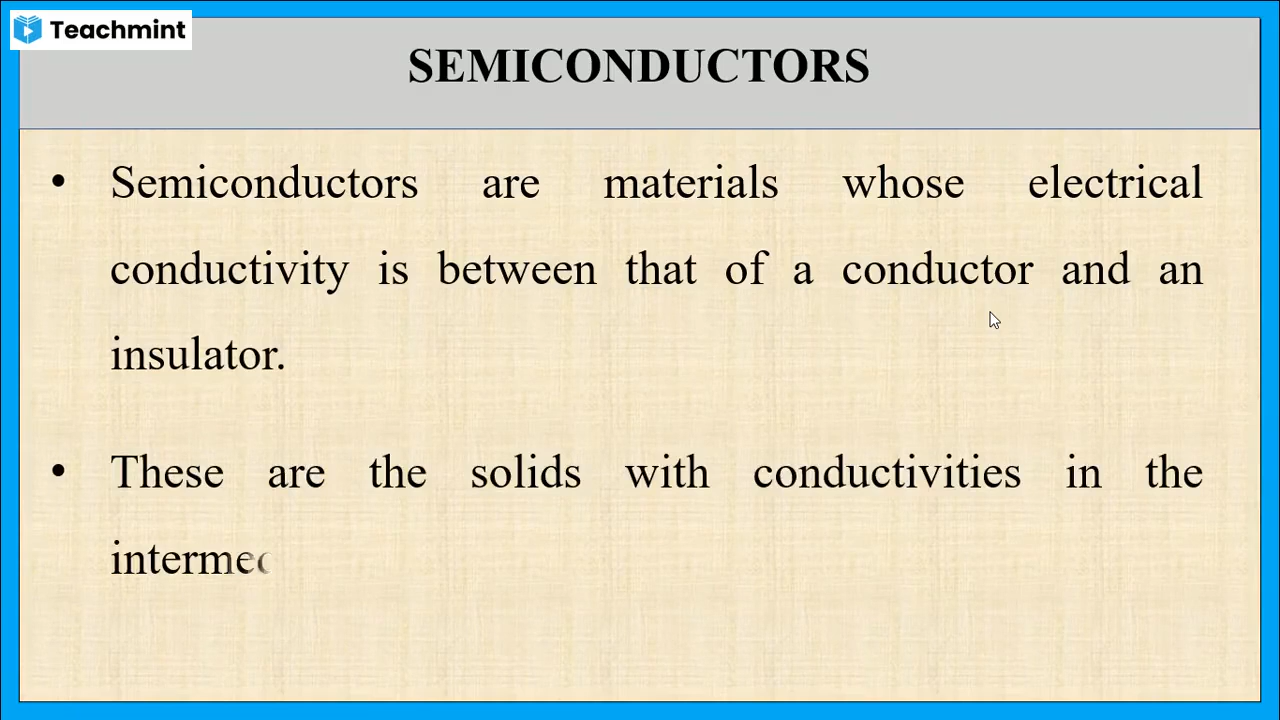 Teachmint
SEMICONDUCTORS
• Semiconductors are materials whose electrical
conductivity is between that of a conductor and an
insulator.
• These are the solids with conductivities in the